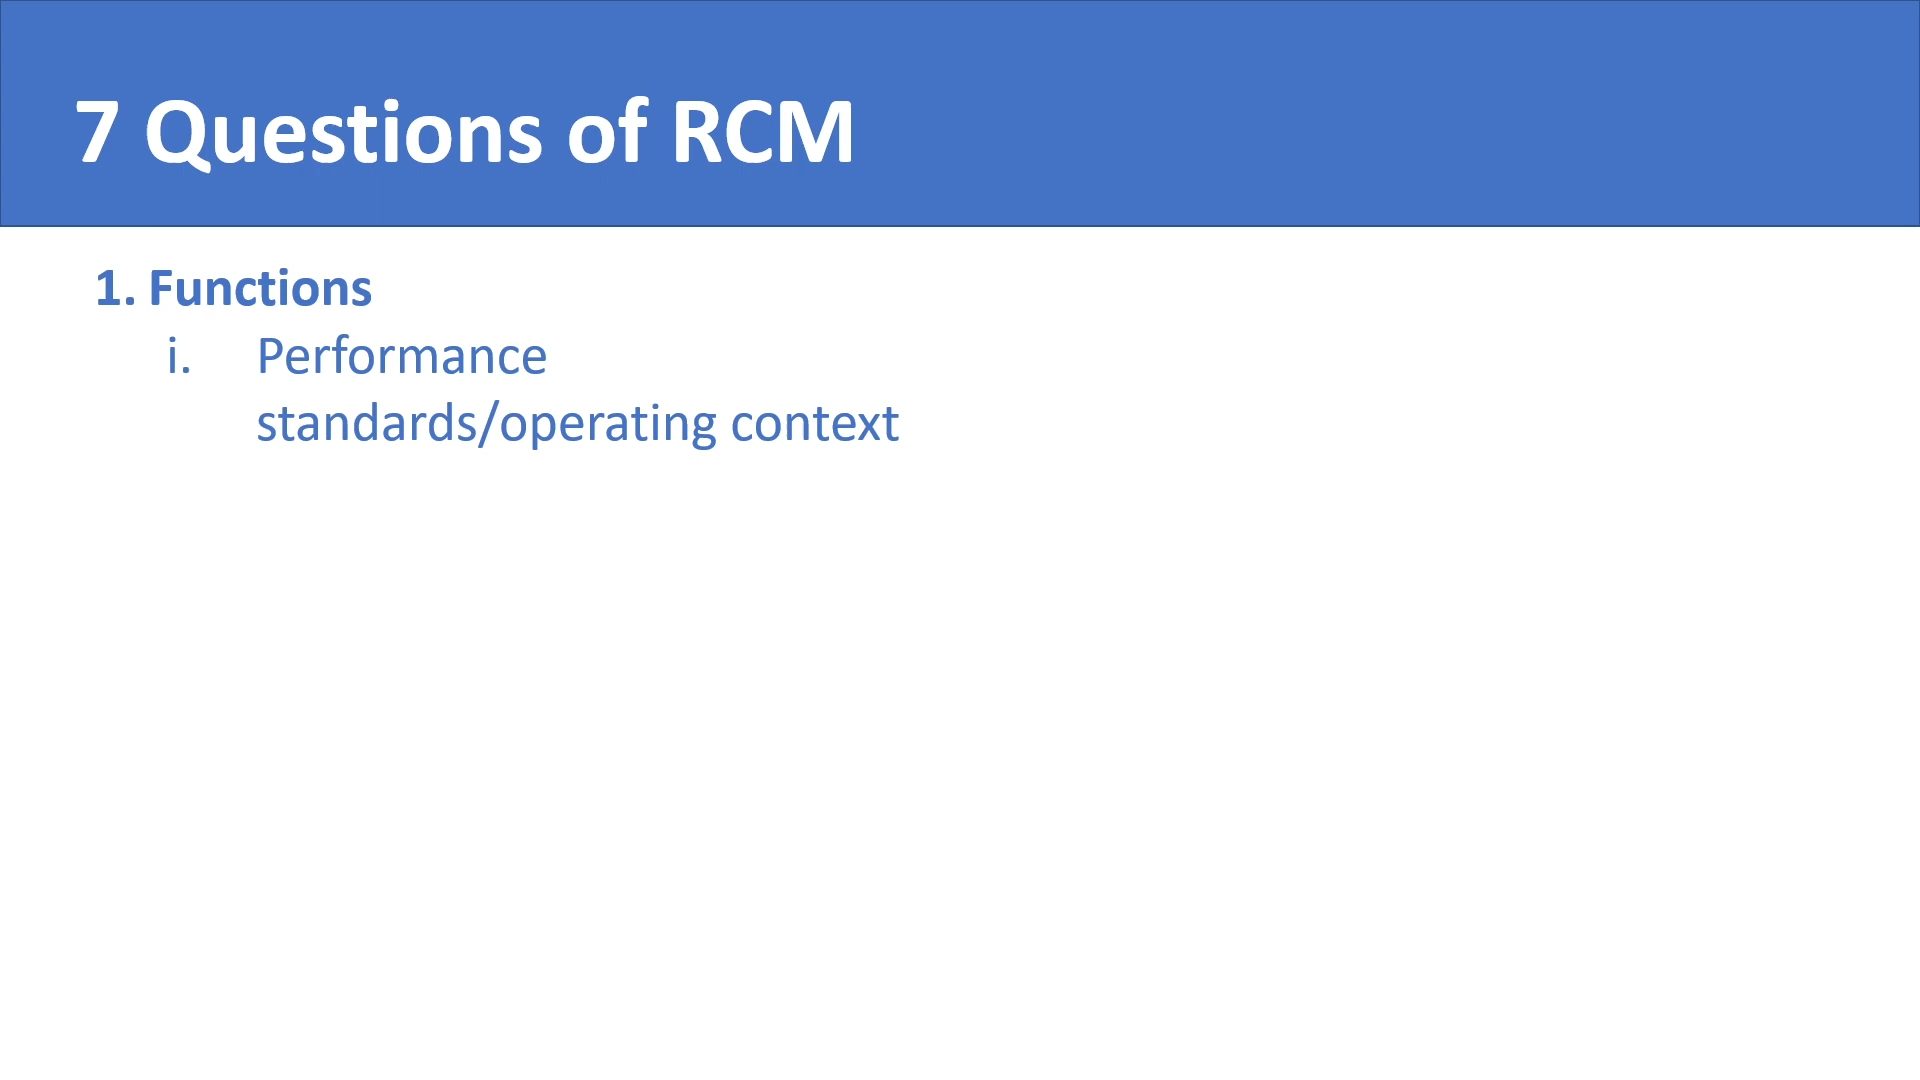 7 Questions of RCM
1. Functions
i. Performance
standards/operating context